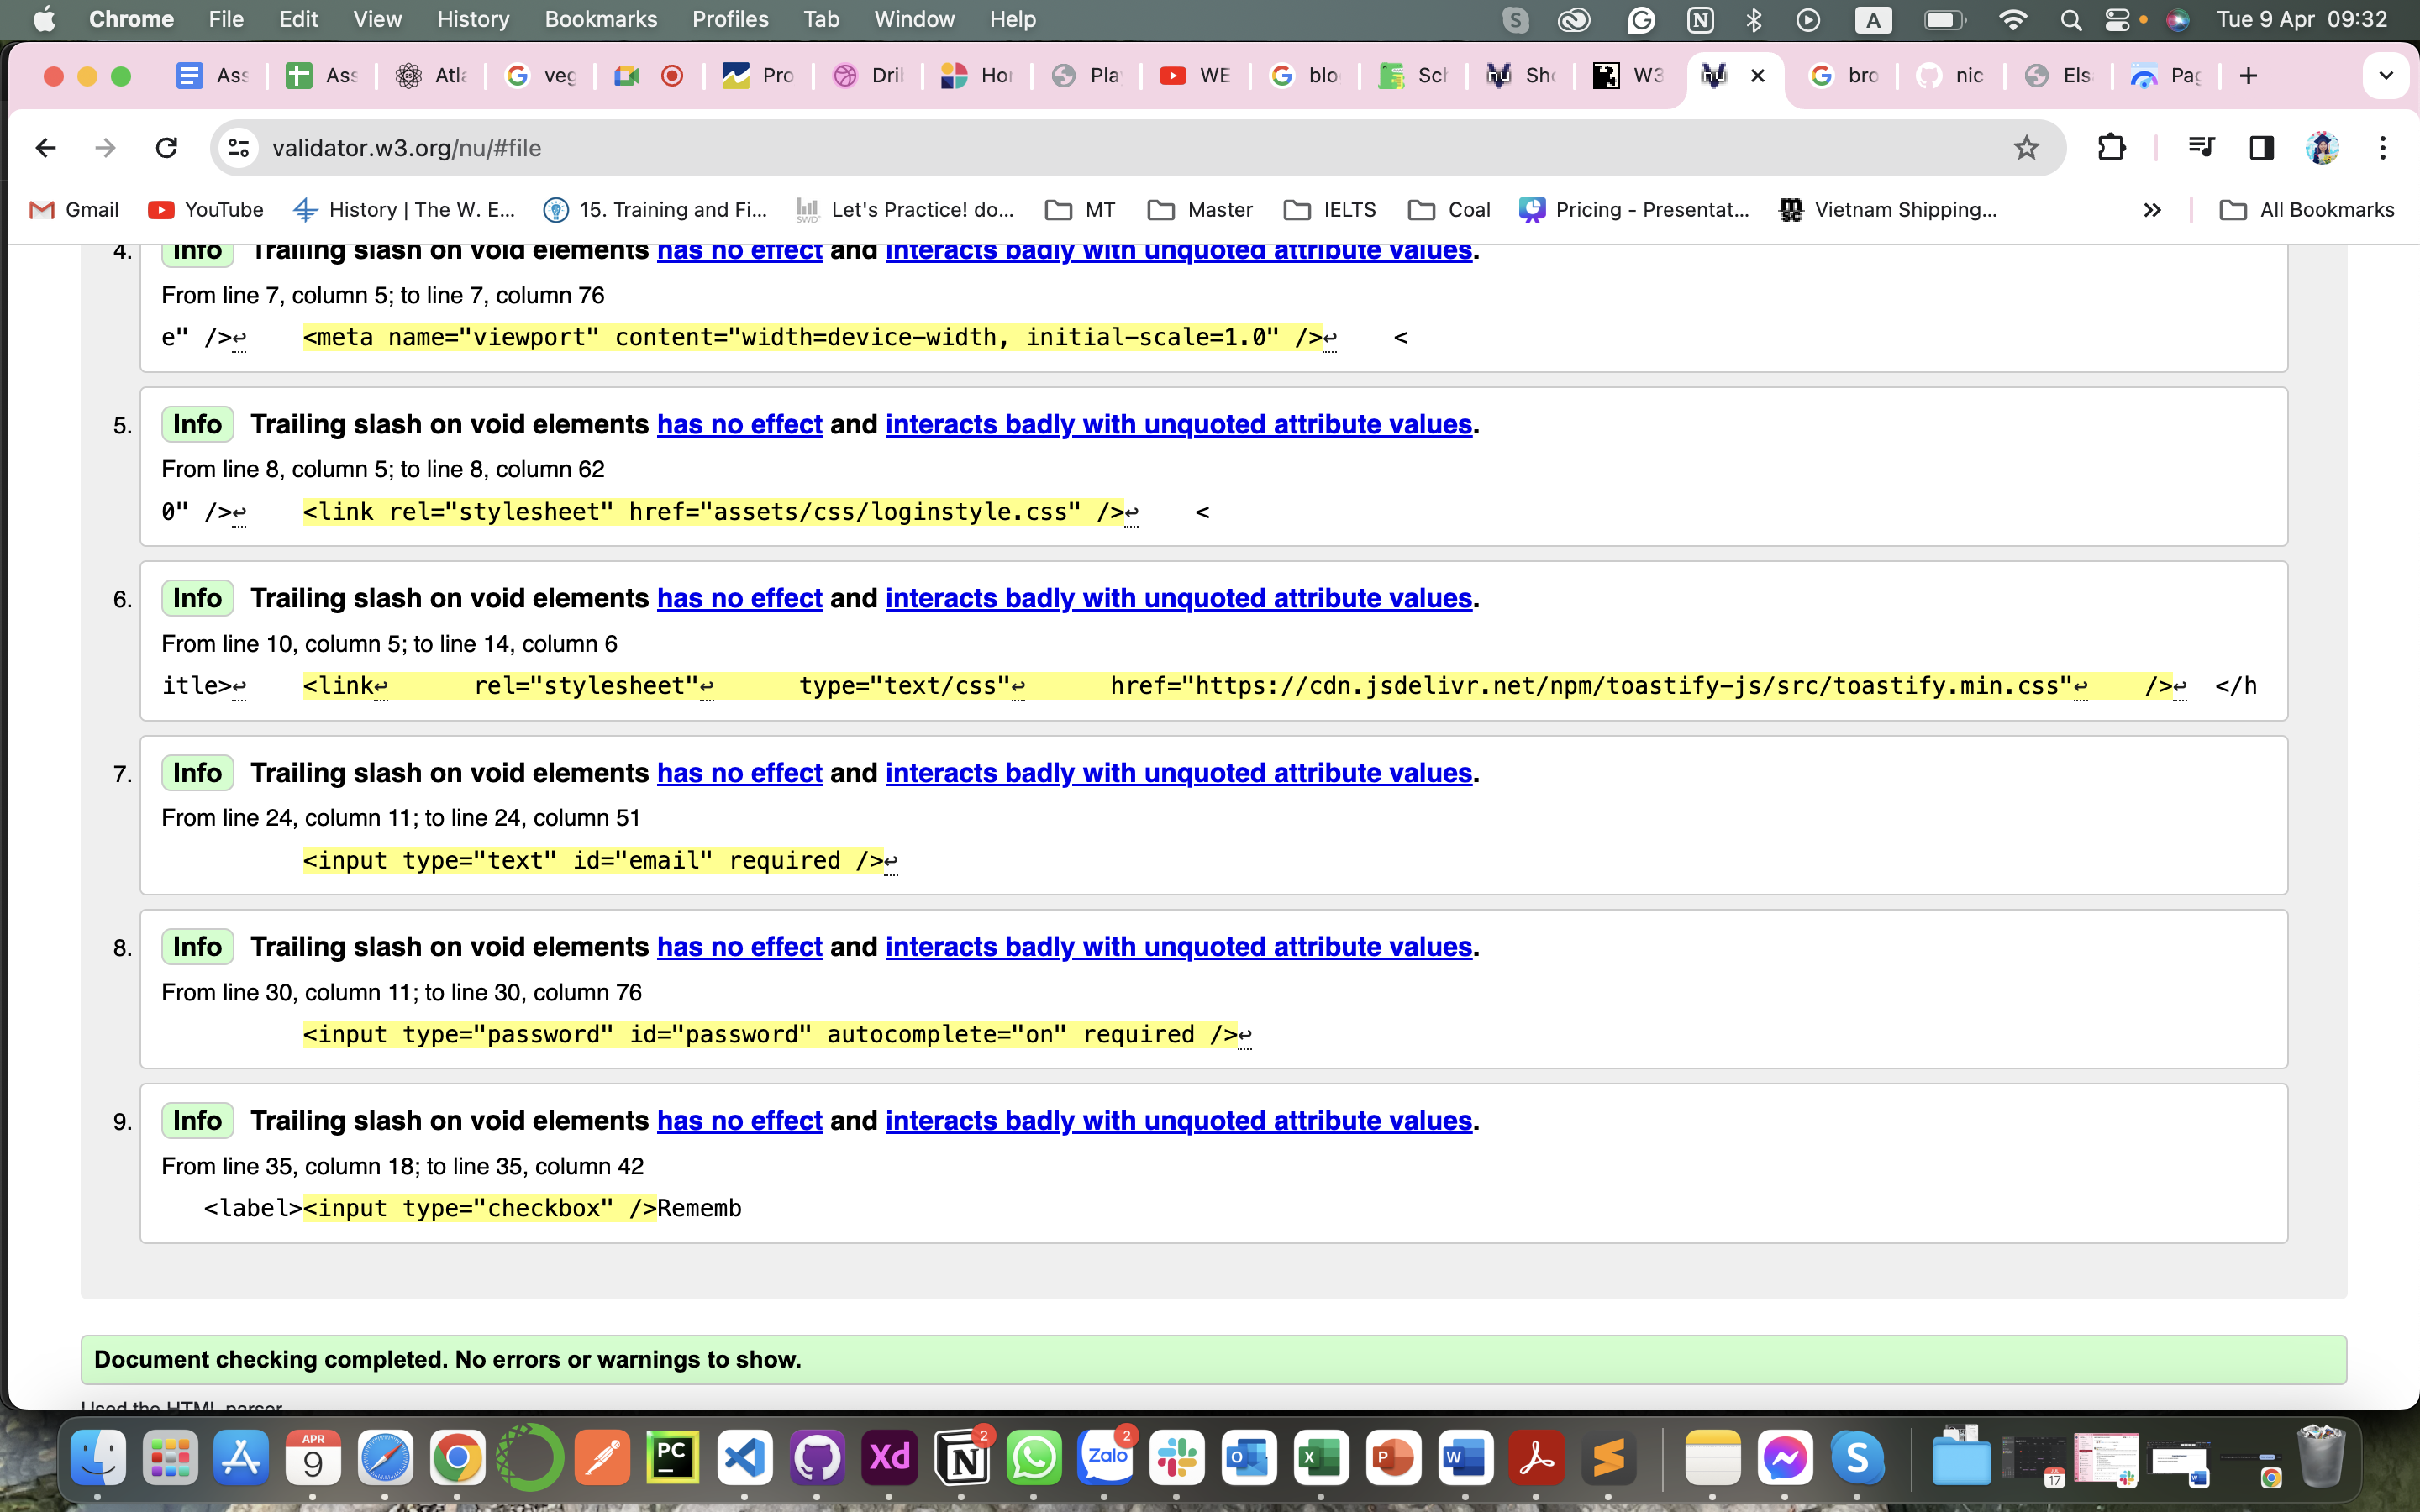 Chrome File Edit View History Bookmarks Profiles Tab Window Help A Tue 9 Apr 09:32
Ass Ass Atla veg Pro Dri Hor Pla WE blo Sch Sho W3 bro nic Els Pag
validator.w3.org/nu/#file
Gmail YouTube History | The W. E... 15. Training and Fi... Let's Practice! do... MT Master IELTS Coal Pricing - Presentat... Vietnam Shipping... All Bookmarks
4. Info Trailing slash on void elements has no effect and interacts badly with unquoted attribute values.
From line 7, column 5; to line 7, column 76
e" />↩ <meta name="viewport" content="width=device-width, initial-scale=1.0" />↩ <
5. Info Trailing slash on void elements has no effect and interacts badly with unquoted attribute values.
From line 8, column 5; to line 8, column 62
0" />↩ <link rel="stylesheet" href="assets/css/loginstyle.css" />↩ <
6. Info Trailing slash on void elements has no effect and interacts badly with unquoted attribute values.
From line 10, column 5; to line 14, column 6
itle>↩ <link↩ rel="stylesheet"↩ type="text/css"↩ href="https://cdn.jsdelivr.net/npm/toastify-js/src/toastify.min.css"↩ />↩ </h
7. Info Trailing slash on void elements has no effect and interacts badly with unquoted attribute values.
From line 24, column 11; to line 24, column 51
<input type="text" id="email" required />↩
8. Info Trailing slash on void elements has no effect and interacts badly with unquoted attribute values.
From line 30, column 11; to line 30, column 76
<input type="password" id="password" autocomplete="on" required />↩
9. Info Trailing slash on void elements has no effect and interacts badly with unquoted attribute values.
From line 35, column 18; to line 35, column 42
<label><input type="checkbox" />Rememb
Document checking completed. No errors or warnings to show.
Used the HTML parser
APR 9 PC Xd 2 Zalo 2 17